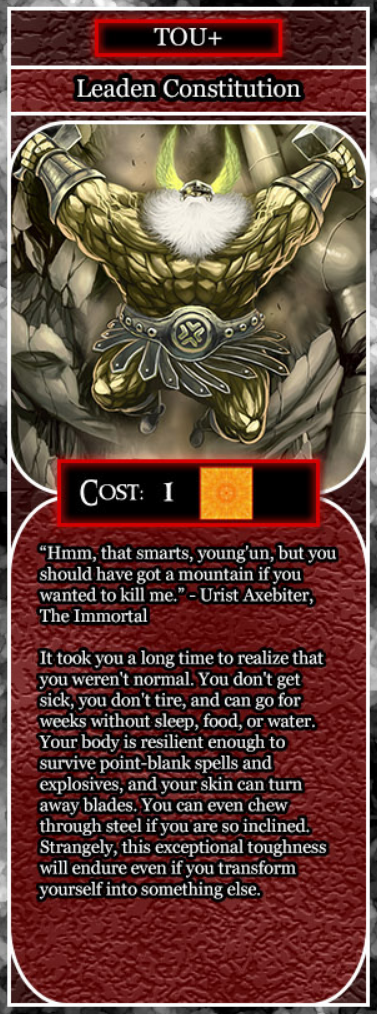 TOU+
Leaden Constitution
Cost: 1
“Hmm, that smarts, young'un, but you
should have got a mountain if you
wanted to kill me.” - Urist Axebiter,
The Immortal
It took you a long time to realize that
you weren't normal. You don't get
sick, you don't tire, and can go for
weeks without sleep, food, or water.
Your body is resilient enough to
survive point-blank spells and
explosives, and your skin can turn
away blades. You can even chew
through steel if you are so inclined.
Strangely, this exceptional toughness
will endure even if you transform
yourself into something else.